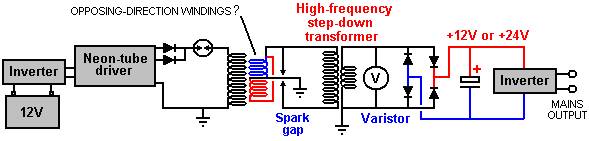 OPPOSING-DIRECTION WINDINGS ?
High-frequency
step-down
transformer
+12V or +24V
Neon-tube
driver
Inverter
12V
V
+
Inverter
MAINS
OUTPUT
Spark
gap
Varistor